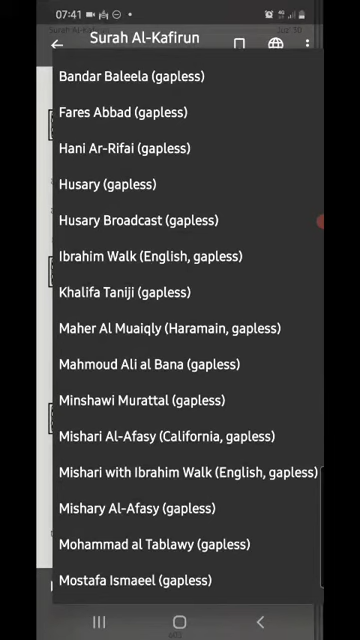 07:41
Surah Al-Kafirun
Juz' 30
Bandar Baleela (gapless)
Fares Abbad (gapless)
Hani Ar-Rifai (gapless)
Husary (gapless)
Husary Broadcast (gapless)
Ibrahim Walk (English, gapless)
Khalifa Taniji (gapless)
Maher Al Muaiqly (Haramain, gapless)
Mahmoud Ali al Bana (gapless)
Minshawi Murattal (gapless)
Mishari Al-Afasy (California, gapless)
Mishari with Ibrahim Walk (English, gapless)
Mishary Al-Afasy (gapless)
Mohammad al Tablawy (gapless)
Mostafa Ismaeel (gapless)